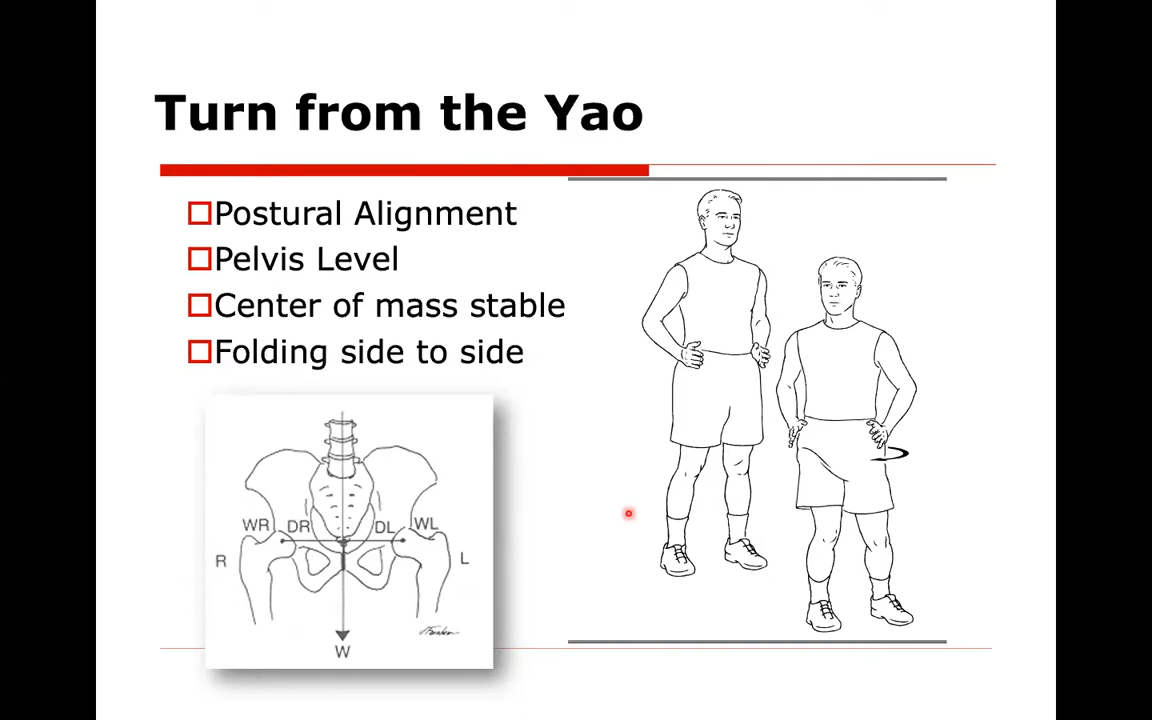 Turn from the Yao
Postural Alignment
Pelvis Level
Center of mass stable
Folding side to side
WR DR DL WL
R L
W